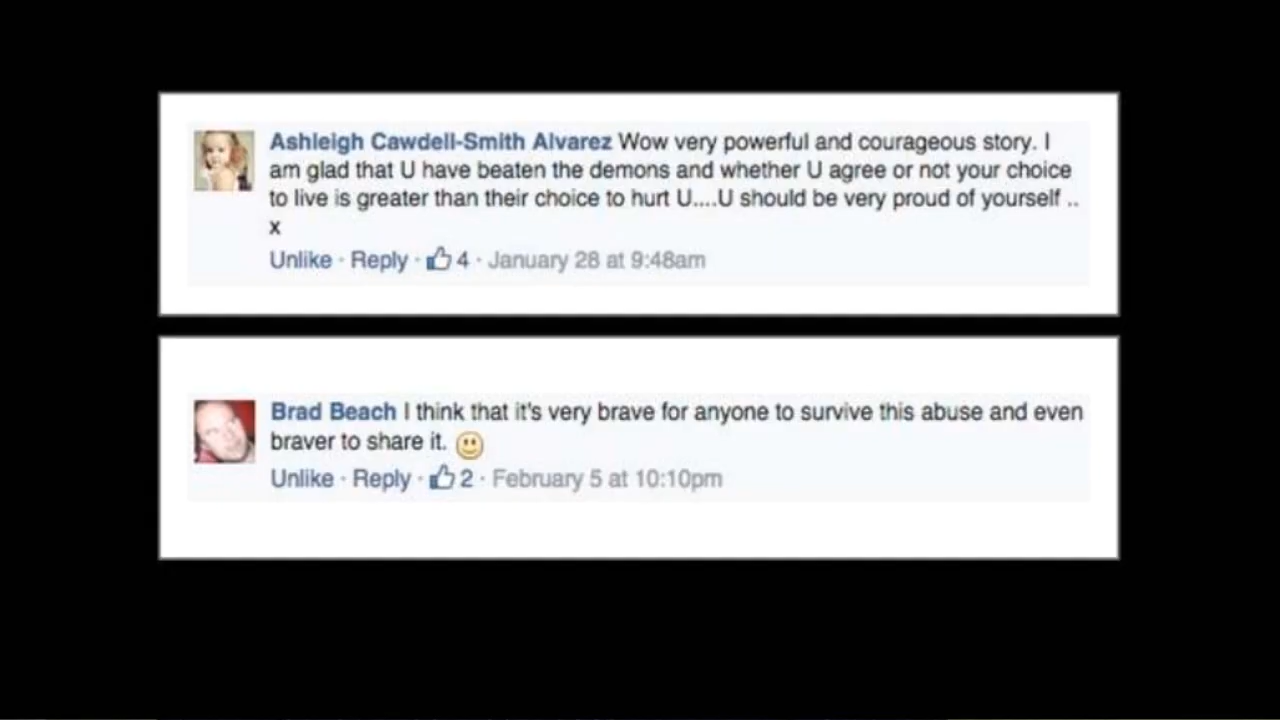 Ashleigh Cawdell-Smith Alvarez Wow very powerful and courageous story. I
am glad that U have beaten the demons and whether U agree or not your choice
to live is greater than their choice to hurt U....U should be very proud of yourself ..
x
Unlike · Reply · 4 · January 28 at 9:48am
Brad Beach I think that it's very brave for anyone to survive this abuse and even
braver to share it.
Unlike · Reply · 2 · February 5 at 10:10pm